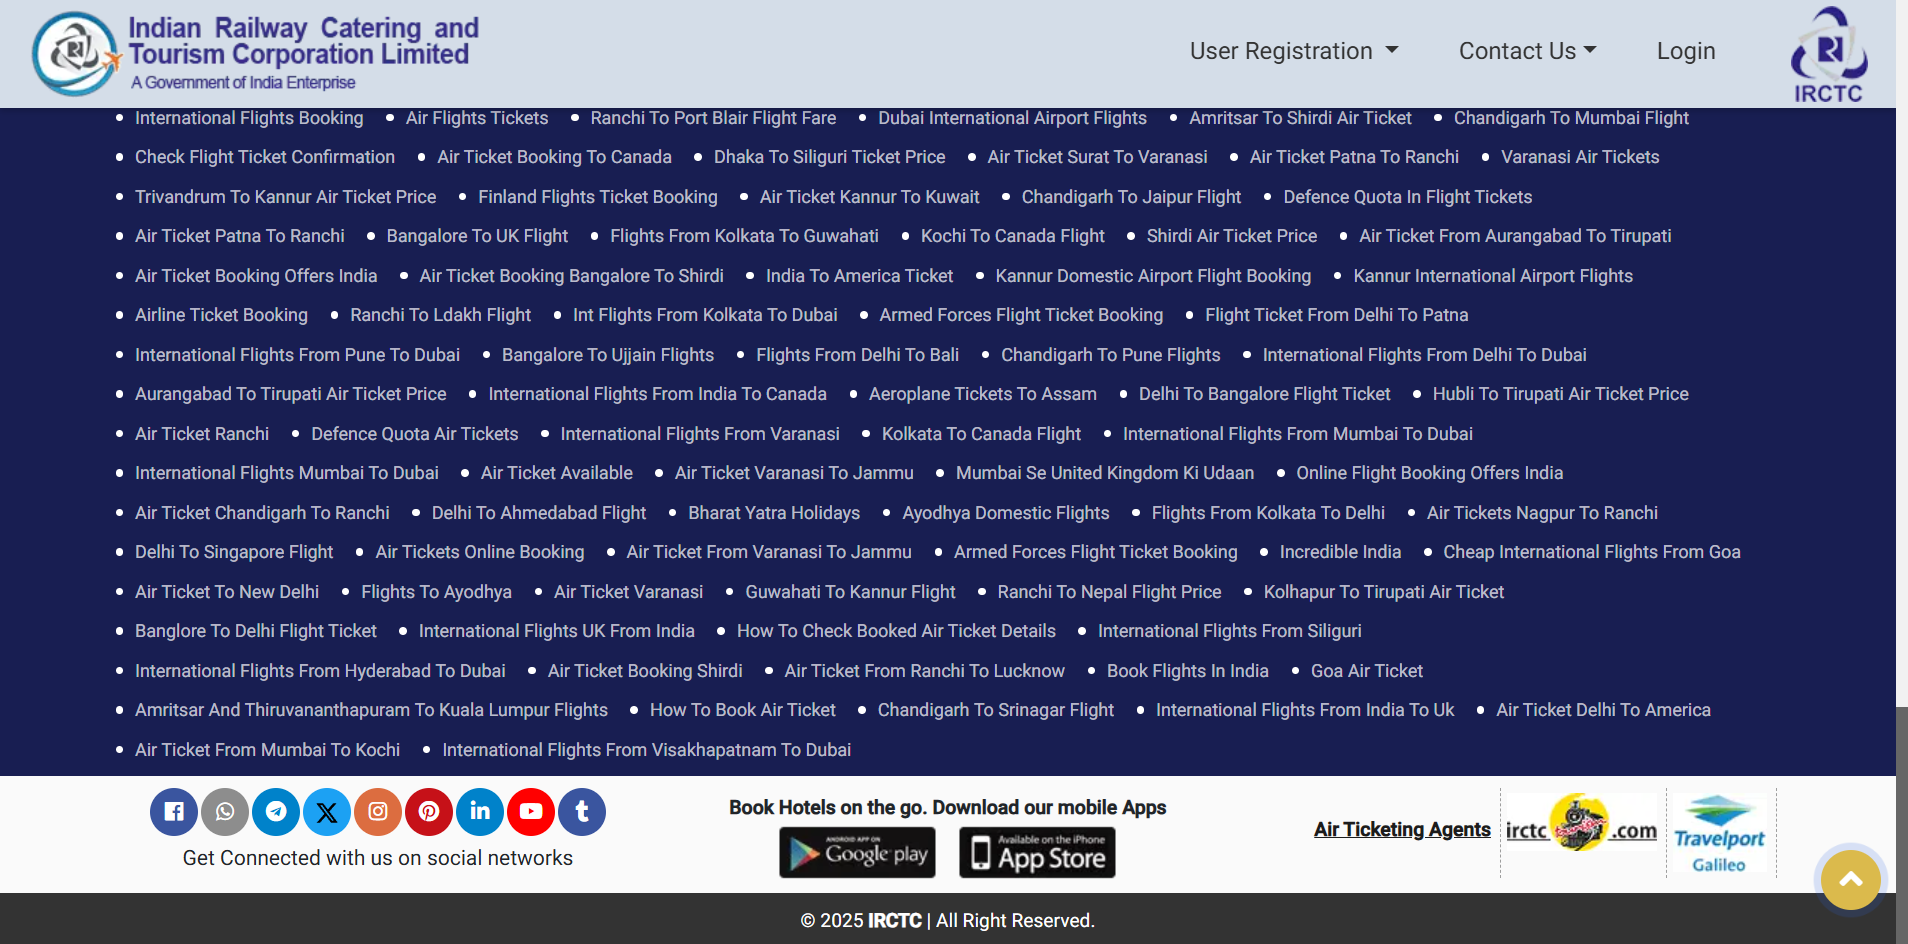 Indian Railway Catering and
Tourism Corporation Limited
A Government of India Enterprise
User Registration
Contact Us
Login
IRCTC
International Flights Booking • Air Flights Tickets • Ranchi To Port Blair Flight Fare • Dubai International Airport Flights • Amritsar To Shirdi Air Ticket • Chandigarh To Mumbai Flight
Check Flight Ticket Confirmation • Air Ticket Booking To Canada • Dhaka To Siliguri Ticket Price • Air Ticket Surat To Varanasi • Air Ticket Patna To Ranchi • Varanasi Air Tickets
Trivandrum To Kannur Air Ticket Price • Finland Flights Ticket Booking • Air Ticket Kannur To Kuwait • Chandigarh To Jaipur Flight • Defence Quota In Flight Tickets
Air Ticket Patna To Ranchi • Bangalore To UK Flight • Flights From Kolkata To Guwahati • Kochi To Canada Flight • Shirdi Air Ticket Price • Air Ticket From Aurangabad To Tirupati
Air Ticket Booking Offers India • Air Ticket Booking Bangalore To Shirdi • India To America Ticket • Kannur Domestic Airport Flight Booking • Kannur International Airport Flights
Airline Ticket Booking • Ranchi To Ldakh Flight • Int Flights From Kolkata To Dubai • Armed Forces Flight Ticket Booking • Flight Ticket From Delhi To Patna
International Flights From Pune To Dubai • Bangalore To Ujjain Flights • Flights From Delhi To Bali • Chandigarh To Pune Flights • International Flights From Delhi To Dubai
Aurangabad To Tirupati Air Ticket Price • International Flights From India To Canada • Aeroplane Tickets To Assam • Delhi To Bangalore Flight Ticket • Hubli To Tirupati Air Ticket Price
Air Ticket Ranchi • Defence Quota Air Tickets • International Flights From Varanasi • Kolkata To Canada Flight • International Flights From Mumbai To Dubai
International Flights Mumbai To Dubai • Air Ticket Available • Air Ticket Varanasi To Jammu • Mumbai Se United Kingdom Ki Udaan • Online Flight Booking Offers India
Air Ticket Chandigarh To Ranchi • Delhi To Ahmedabad Flight • Bharat Yatra Holidays • Ayodhya Domestic Flights • Flights From Kolkata To Delhi • Air Tickets Nagpur To Ranchi
Delhi To Singapore Flight • Air Tickets Online Booking • Air Ticket From Varanasi To Jammu • Armed Forces Flight Ticket Booking • Incredible India • Cheap International Flights From Goa
Air Ticket To New Delhi • Flights To Ayodhya • Air Ticket Varanasi • Guwahati To Kannur Flight • Ranchi To Nepal Flight Price • Kolhapur To Tirupati Air Ticket
Banglore To Delhi Flight Ticket • International Flights UK From India • How To Check Booked Air Ticket Details • International Flights From Siliguri
International Flights From Hyderabad To Dubai • Air Ticket Booking Shirdi • Air Ticket From Ranchi To Lucknow • Book Flights In India • Goa Air Ticket
Amritsar And Thiruvananthapuram To Kuala Lumpur Flights • How To Book Air Ticket • Chandigarh To Srinagar Flight • International Flights From India To Uk • Air Ticket Delhi To America
Air Ticket From Mumbai To Kochi • International Flights From Visakhapatnam To Dubai
Get Connected with us on social networks
Book Hotels on the go. Download our mobile Apps
ANDROID APP ON
Google play
Available on the iPhone
App Store
Air Ticketing Agents
irctc .com
Travelport
Galileo
© 2025 IRCTC | All Right Reserved.